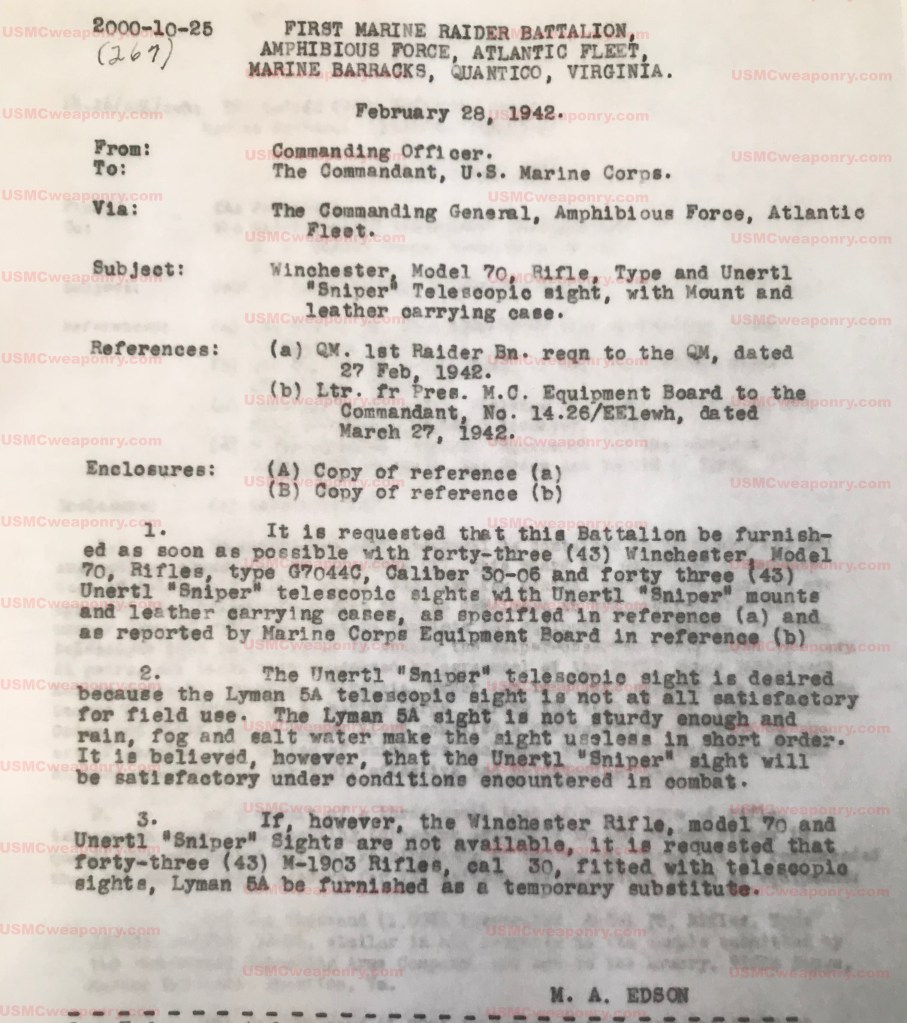 2000-10-25 FIRST MARINE RAIDER BATTALION,
(267) AMPHIBIOUS FORCE, ATLANTIC FLEET,
MARINE BARRACKS, QUANTICO, VIRGINIA.
February 28, 1942.
From: Commanding Officer.
To: The Commandant, U.S. Marine Corps.
Via: The Commanding General, Amphibious Force, Atlantic
Fleet.
Subject: Winchester, Model 70, Rifle, Type and Unertl
"Sniper" Telescopic sight, with Mount and
leather carrying case.
References: (a) QM. 1st Raider Bn. reqn to the QM, dated
27 Feb, 1942.
(b) Ltr. fr Pres. M.C. Equipment Board to the
Commandant, No. 14.26/EElewh, dated
March 27, 1942.
Enclosures: (A) Copy of reference (a)
(B) Copy of reference (b)
1. It is requested that this Battalion be furnish-
ed as soon as possible with forty-three (43) Winchester, Model
70, Rifles, type G7044C, Caliber 30-06 and forty three (43)
Unertl "Sniper" telescopic sights with Unertl "Sniper" mounts
and leather carrying cases, as specified in reference (a) and
as reported by Marine Corps Equipment Board in reference (b)
2. The Unertl "Sniper" telescopic sight is desired
because the Lyman 5A telescopic sight is not at all satisfactory
for field use. The Lyman 5A sight is not sturdy enough and
rain, fog and salt water make the sight useless in short order.
It is believed, however, that the Unertl "Sniper" sight will
be satisfactory under conditions encountered in combat.
3. If, however, the Winchester Rifle, model 70 and
Unertl "Sniper" Sights are not available, it is requested that
forty-three (43) M-1903 Rifles, cal 30, fitted with telescopic
sights, Lyman 5A be furnished as a temporary substitute.
M. A. EDSON
USMCweaponry.com